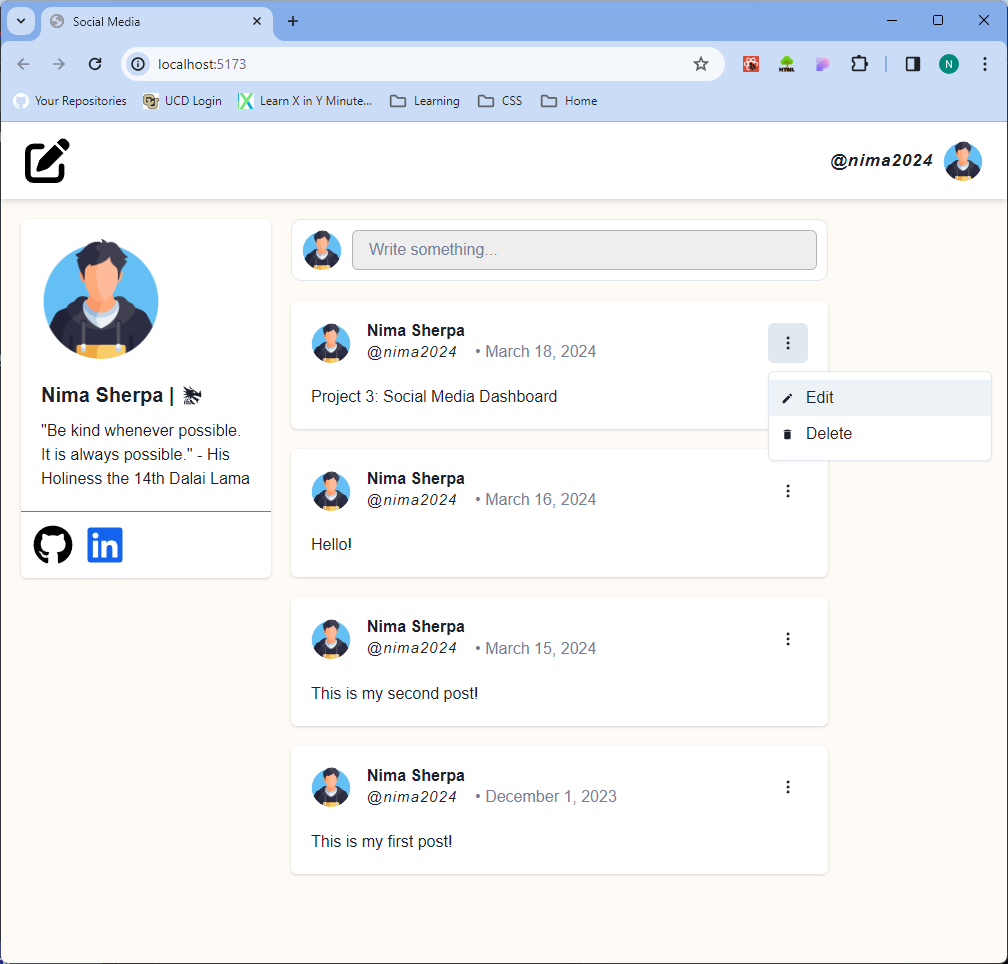 Social Media
localhost:5173
HTML
N
Your Repositories
UCD Login
Learn X in Y Minute...
Learning
CSS
Home
@nima2024
Nima Sherpa |
"Be kind whenever possible.
It is always possible." - His
Holiness the 14th Dalai Lama
in
Write something...
Nima Sherpa
@nima2024 • March 18, 2024
Project 3: Social Media Dashboard
Edit
Delete
Nima Sherpa
@nima2024 • March 16, 2024
Hello!
Nima Sherpa
@nima2024 • March 15, 2024
This is my second post!
Nima Sherpa
@nima2024 • December 1, 2023
This is my first post!